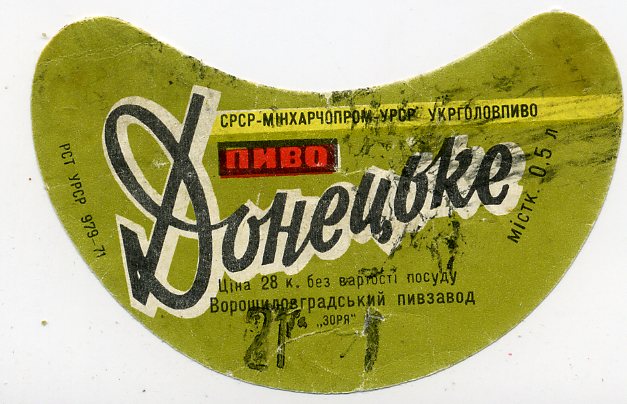 СРСР-МІНХАРЧОПРОМ-УРСР УКРГОЛОВПИВО
ПИВО
Донецьке
РСТ УРСР 979-71
МІСТК. 0,5 л
Ціна 28 к. без вартості посуду
Ворошиловградський пивзавод
„ЗОРЯ"